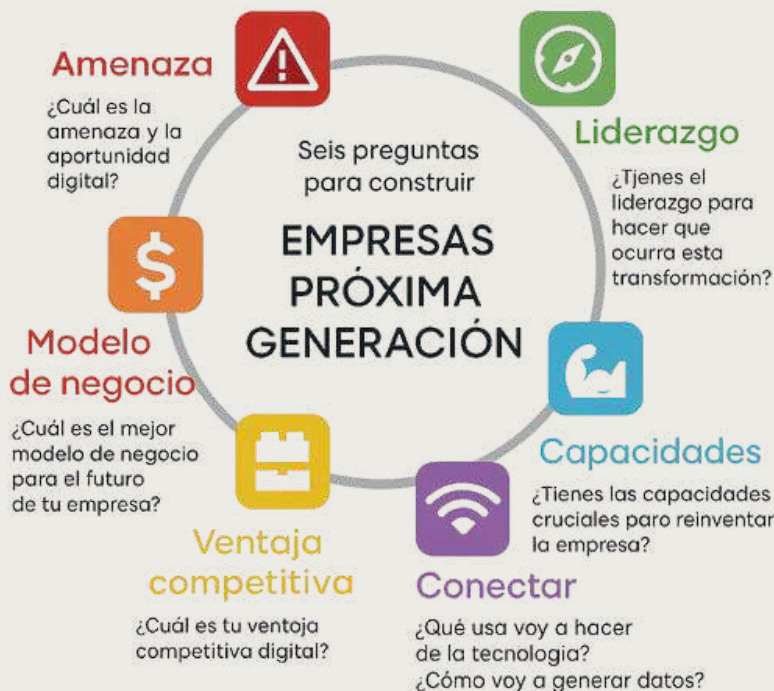 Seis preguntas
para construir
EMPRESAS
PRÓXIMA
GENERACIÓN
Amenaza
¿Cuál es la
amenaza y la
aportunidad
digital?
Modelo
de negocio
¿Cuál es el mejor
modelo de negocio
para el futuro
de tu empresa?
Ventaja
competitiva
¿Cuál es tu ventoja
competitiva digital?
Conectar
¿Qué usa voy a hacer
de la tecnologia?
¿Cómo voy a generar datos?
Capacidades
¿Tienes las capacidades
cruciales paro reinventar
la empresa?
Liderazgo
¿Tjenes el
liderazgo para
hacer que
ocurra esta
transformación?